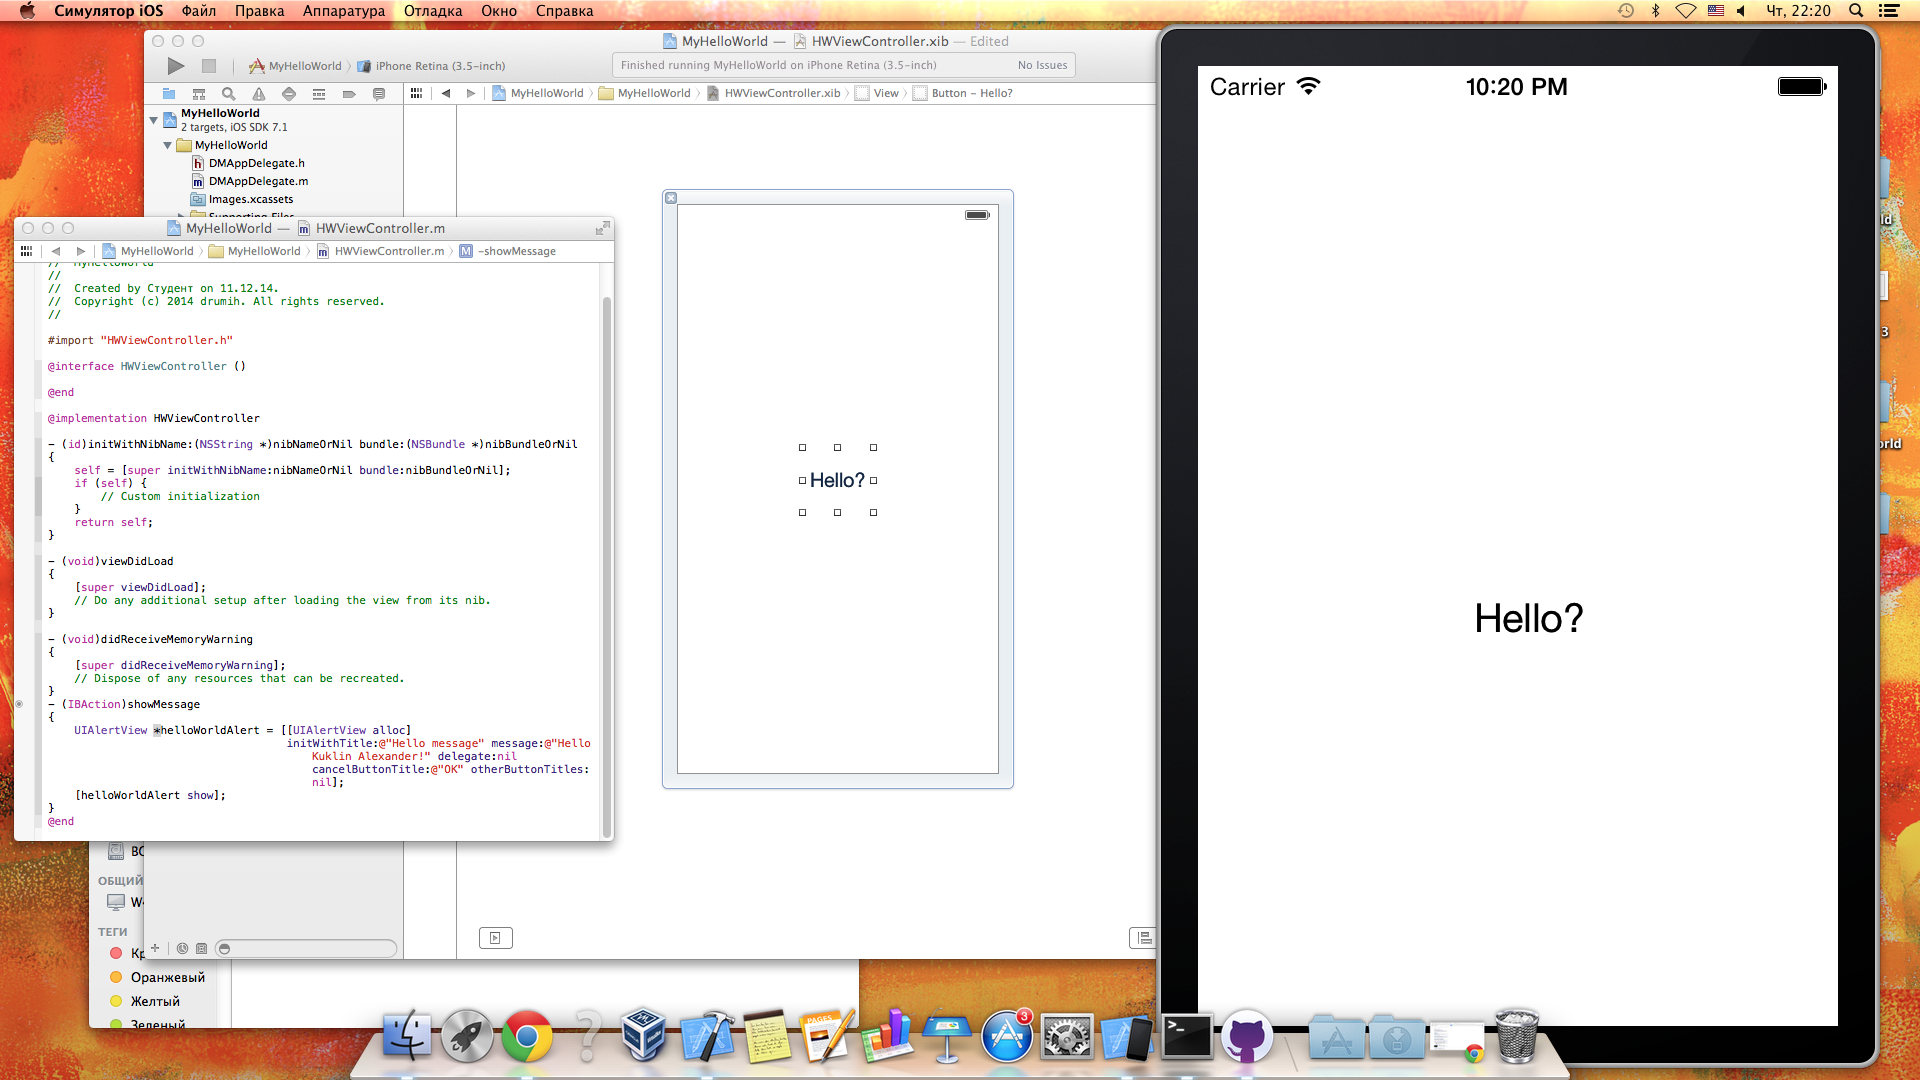 Симулятор iOS Файл Правка Аппаратура Отладка Окно Справка Чт, 22:20
MyHelloWorld — HWViewController.xib — Edited
MyHelloWorld iPhone Retina (3.5-inch)
Finished running MyHelloWorld on iPhone Retina (3.5-inch) No Issues
MyHelloWorld MyHelloWorld HWViewController.xib View Button - Hello?
MyHelloWorld
2 targets, iOS SDK 7.1
MyHelloWorld
DMAppDelegate.h
DMAppDelegate.m
Images.xcassets
Supporting Files
MyHelloWorld — HWViewController.m
MyHelloWorld MyHelloWorld HWViewController.m M -showMessage
// MyHelloWorld
//
// Created by Студент on 11.12.14.
// Copyright (c) 2014 drumih. All rights reserved.
//
#import "HWViewController.h"
@interface HWViewController ()
@end
@implementation HWViewController
- (id)initWithNibName:(NSString *)nibNameOrNil bundle:(NSBundle *)nibBundleOrNil
{
self = [super initWithNibName:nibNameOrNil bundle:nibBundleOrNil];
if (self) {
// Custom initialization
}
return self;
}
- (void)viewDidLoad
{
[super viewDidLoad];
// Do any additional setup after loading the view from its nib.
}
- (void)didReceiveMemoryWarning
{
[super didReceiveMemoryWarning];
// Dispose of any resources that can be recreated.
}
- (IBAction)showMessage
{
UIAlertView *helloWorldAlert = [[UIAlertView alloc]
initWithTitle:@"Hello message" message:@"Hello
Kuklin Alexander!" delegate:nil
cancelButtonTitle:@"OK" otherButtonTitles:
nil];
[helloWorldAlert show];
}
@end
ОБЩИЙ
ТЕГИ
Оранжевый
Желтый
Зеленый
Hello?
Carrier 10:20 PM
Hello?
PAGES
3